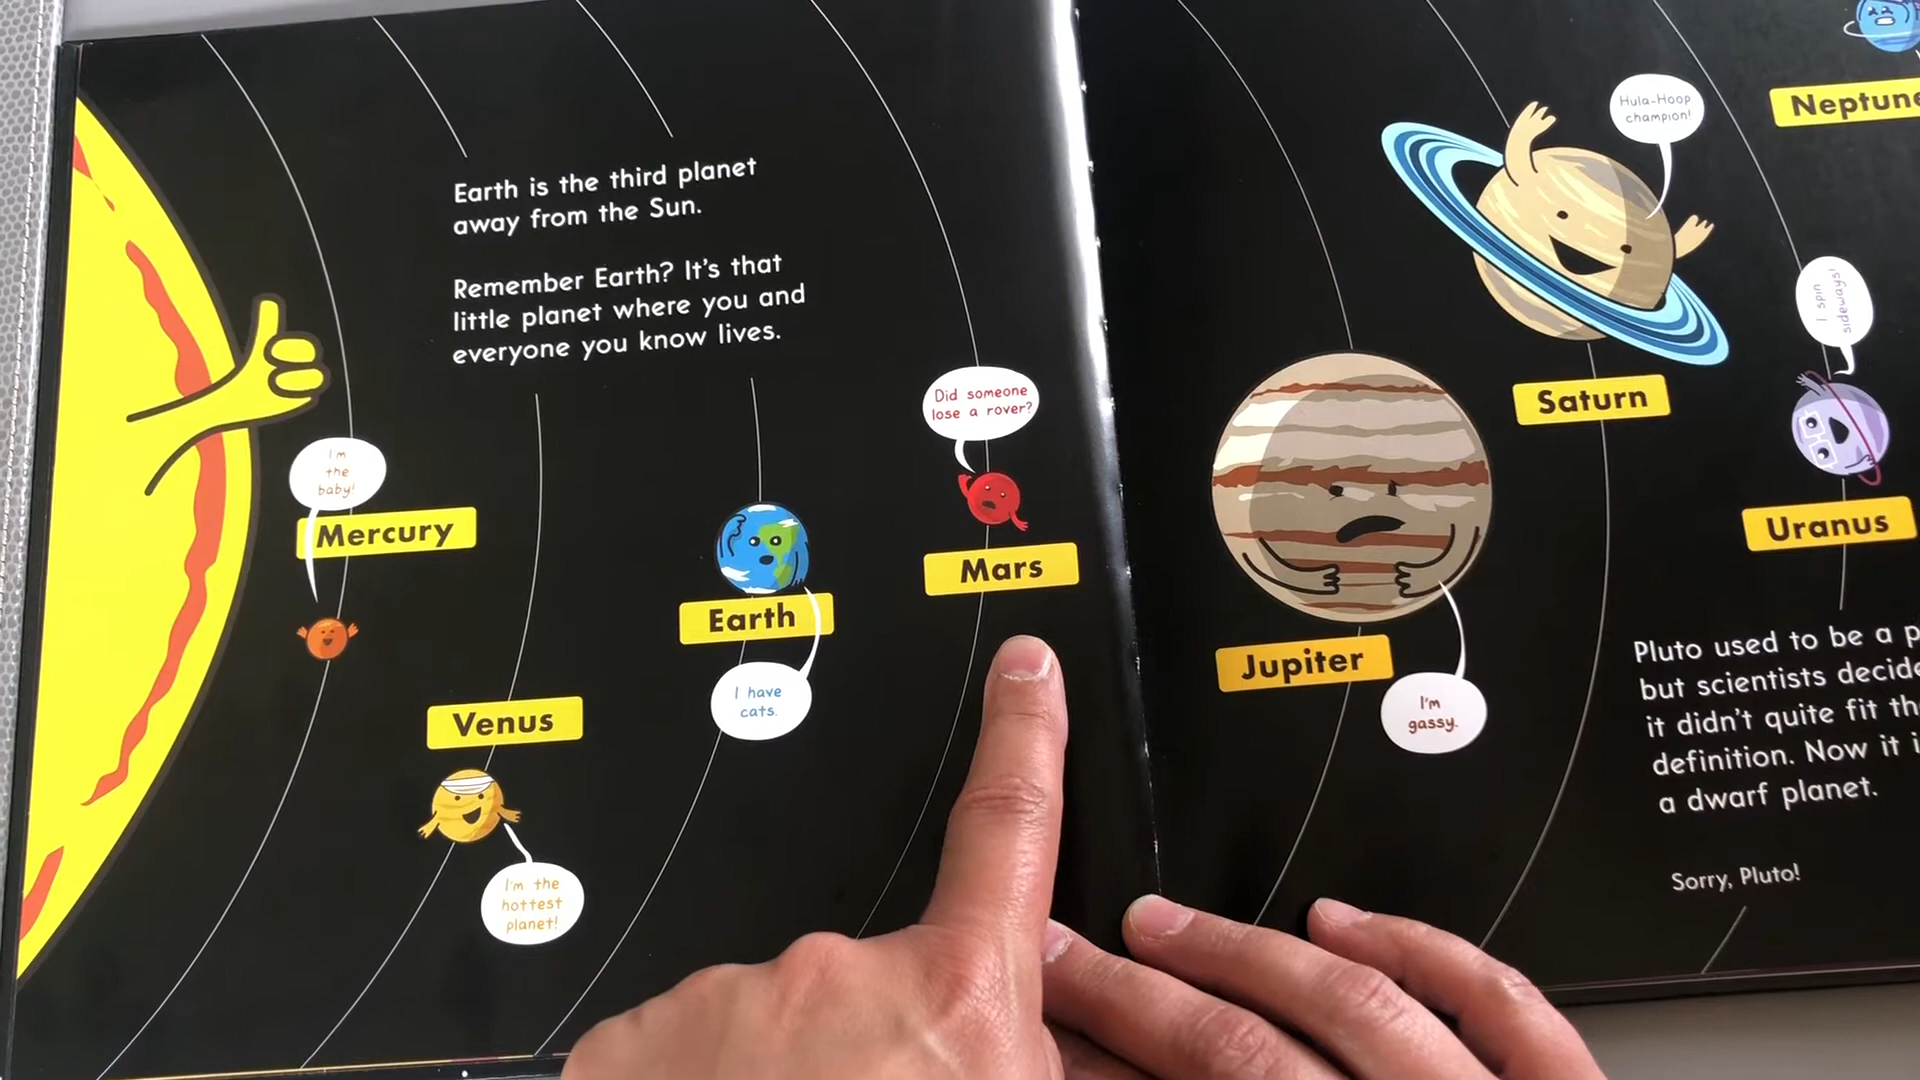 Earth is the third planet
away from the Sun.
Remember Earth? It's that
little planet where you and
everyone you know lives.
I'm
the
baby!
Mercury
Venus
I'm the
hottest
planet!
Earth
I have
cats.
Did someone
lose a rover?
Mars
Jupiter
I'm
gassy.
Hula-Hoop
champion!
Saturn
Neptune
I spin
sideways!
Uranus
Pluto used to be a
but scientists
it didn't quite fit
definition. Now it
a dwarf planet.
Sorry, Pluto!